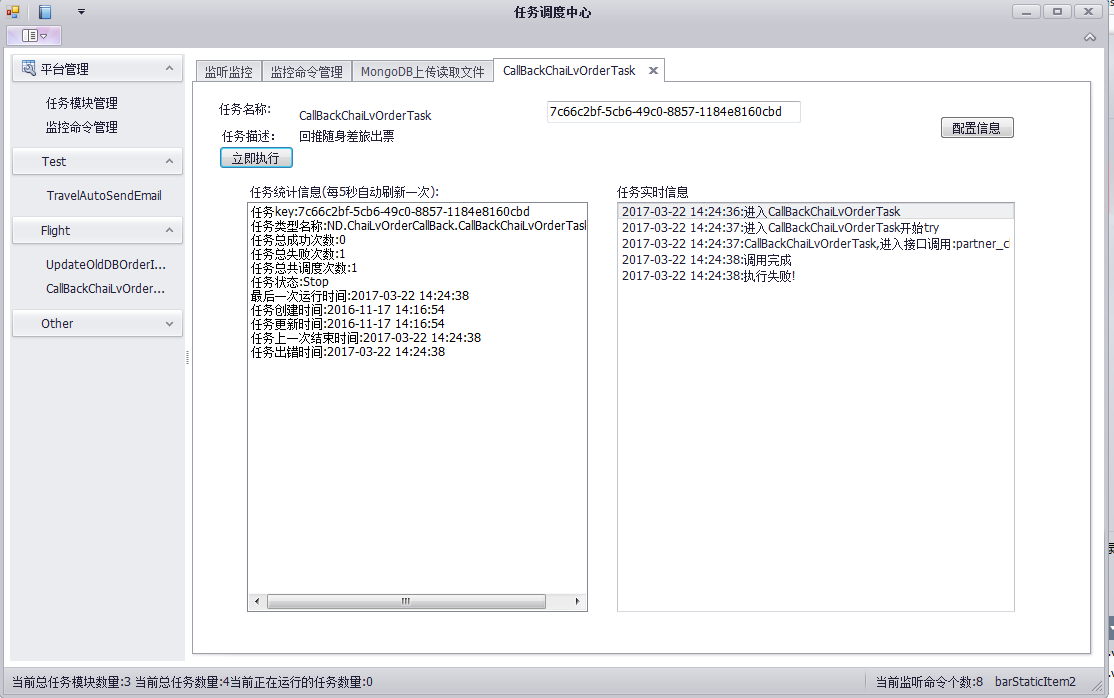 任务调度中心
平台管理
任务模块管理
监控命令管理
Test
TravelAutoSendEmail
Flight
UpdateOldDBOrderI...
CallBackChaiLvOrder...
Other
监听监控
监控命令管理
MongoDB上传读取文件
CallBackChaiLvOrderTask
任务名称:
CallBackChaiLvOrderTask
7c66c2bf-5cb6-49c0-8857-1184e8160cbd
配置信息
任务描述:
回推随身差旅出票
立即执行
任务统计信息(每5秒自动刷新一次):
任务key:7c66c2bf-5cb6-49c0-8857-1184e8160cbd
任务类型名称:ND.ChaiLvOrderCallBack.CallBackChaiLvOrderTask
任务总成功次数:0
任务总失败次数:1
任务总共调度次数:1
任务状态:Stop
最后一次运行时间:2017-03-22 14:24:38
任务创建时间:2016-11-17 14:16:54
任务更新时间:2016-11-17 14:16:54
任务上一次结束时间:2017-03-22 14:24:38
任务出错时间:2017-03-22 14:24:38
任务实时信息
2017-03-22 14:24:36:进入CallBackChaiLvOrderTask
2017-03-22 14:24:37:进入CallBackChaiLvOrderTask开始try
2017-03-22 14:24:37:CallBackChaiLvOrderTask,进入接口调用:partner_c
2017-03-22 14:24:38:调用完成
2017-03-22 14:24:38:执行失败!
当前总任务模块数量:3 当前总任务数量:4当前正在运行的任务数量:0
当前监听命令个数:8
barStaticItem2